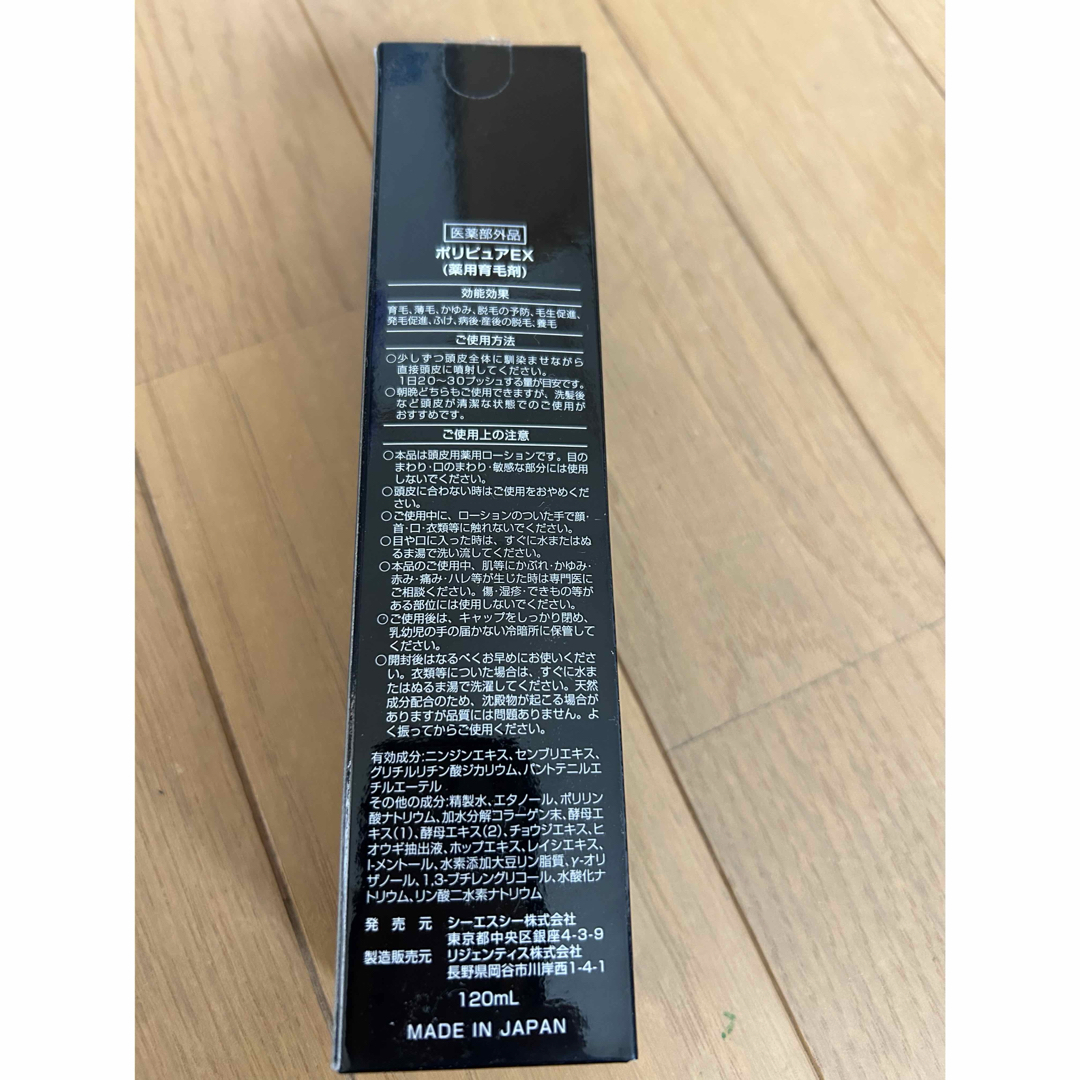 医薬部外品
ポリピュアEX
(薬用育毛剤)
効能効果
育毛、薄毛、かゆみ、脱毛の予防、毛生促進、
発毛促進、ふけ、病後・産後の脱毛、養毛
ご使用方法
○少しずつ頭皮全体に馴染ませながら
直接頭皮に噴射してください。
1日20〜30プッシュする量が目安です。
○朝晩どちらもご使用できますが、洗髪後
など頭皮が清潔な状態でのご使用が
おすすめです。
ご使用上の注意
○本品は頭皮用薬用ローションです。目の
まわり・口のまわり・敏感な部分には使用
しないでください。
○頭皮に合わない時はご使用をおやめくだ
さい。
○ご使用中に、ローションのついた手で顔・
首・口・衣類等に触れないでください。
○目や口に入った時は、すぐに水またはぬ
るま湯で洗い流してください。
○本品のご使用中、肌等にかぶれ・かゆみ・
赤み・痛み・ハレ等が生じた時は専門医に
ご相談ください。傷・湿疹・できもの等が
ある部位には使用しないでください。
○ご使用後は、キャップをしっかり閉め、
乳幼児の手の届かない冷暗所に保管して
ください。
○開封後はなるべくお早めにお使いくださ
い。衣類等についた場合は、すぐに水ま
たはぬるま湯で洗濯してください。天然
成分配合のため、沈殿物が起こる場合が
ありますが品質には問題ありません。よ
く振ってからご使用ください。
有効成分:ニンジンエキス、センブリエキス、
グリチルリチン酸ジカリウム、パントテニルエ
チルエーテル
その他の成分:精製水、エタノール、ポリリン
酸ナトリウム、加水分解コラーゲン末、酵母エ
キス(1)、酵母エキス(2)、チョウジエキス、ヒ
オウギ抽出液、ホップエキス、レイシエキス、
l-メントール、水素添加大豆リン脂質、γ-オリ
ザノール、1,3-ブチレングリコール、水酸化ナ
トリウム、リン酸二水素ナトリウム
発売元 シーエスシー株式会社
東京都中央区銀座4-3-9
製造販売元 リジェンティス株式会社
長野県岡谷市川岸西1-4-1
120mL
MADE IN JAPAN